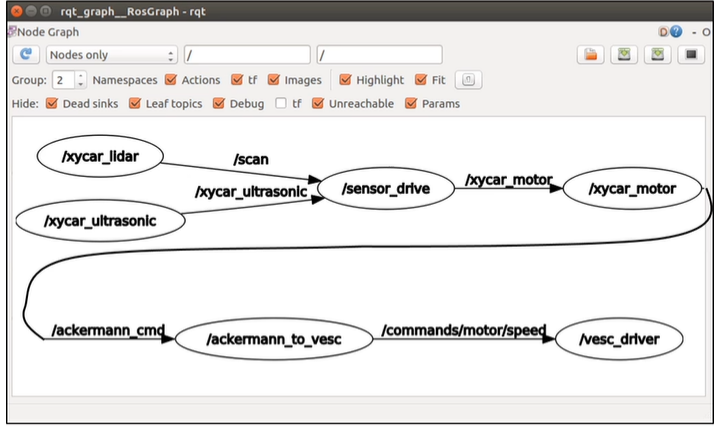 rqt_graph__RosGraph - rqt
Node Graph
D ? - O
Nodes only / /
Group: 2 Namespaces Actions tf Images Highlight Fit
Hide: Dead sinks Leaf topics Debug tf Unreachable Params
/xycar_lidar
/scan
/xycar_ultrasonic
/sensor_drive
/xycar_motor
/xycar_motor
/xycar_ultrasonic
/ackermann_cmd
/ackermann_to_vesc
/commands/motor/speed
/vesc_driver